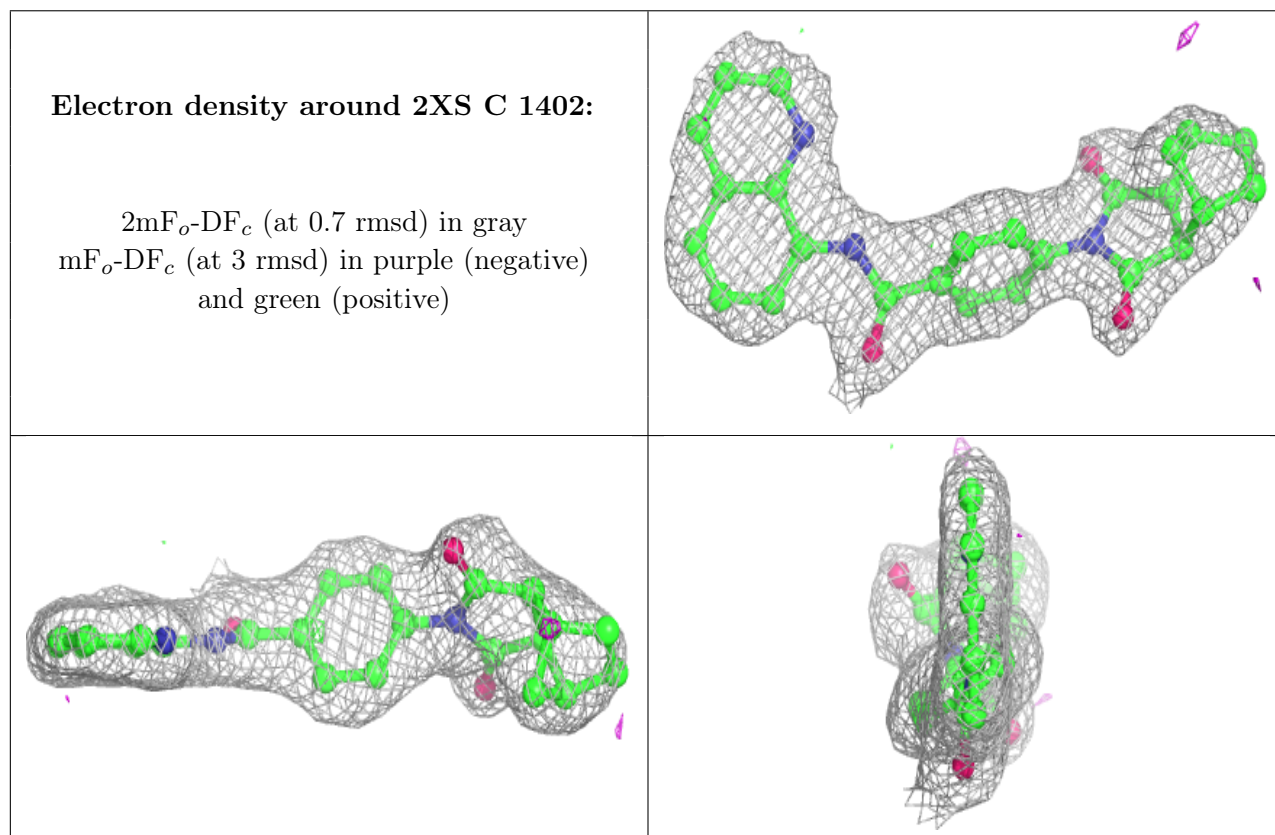 Electron density around 2XS C 1402:
2mFo-DFc (at 0.7 rmsd) in gray
mFo-DFc (at 3 rmsd) in purple (negative)
and green (positive)